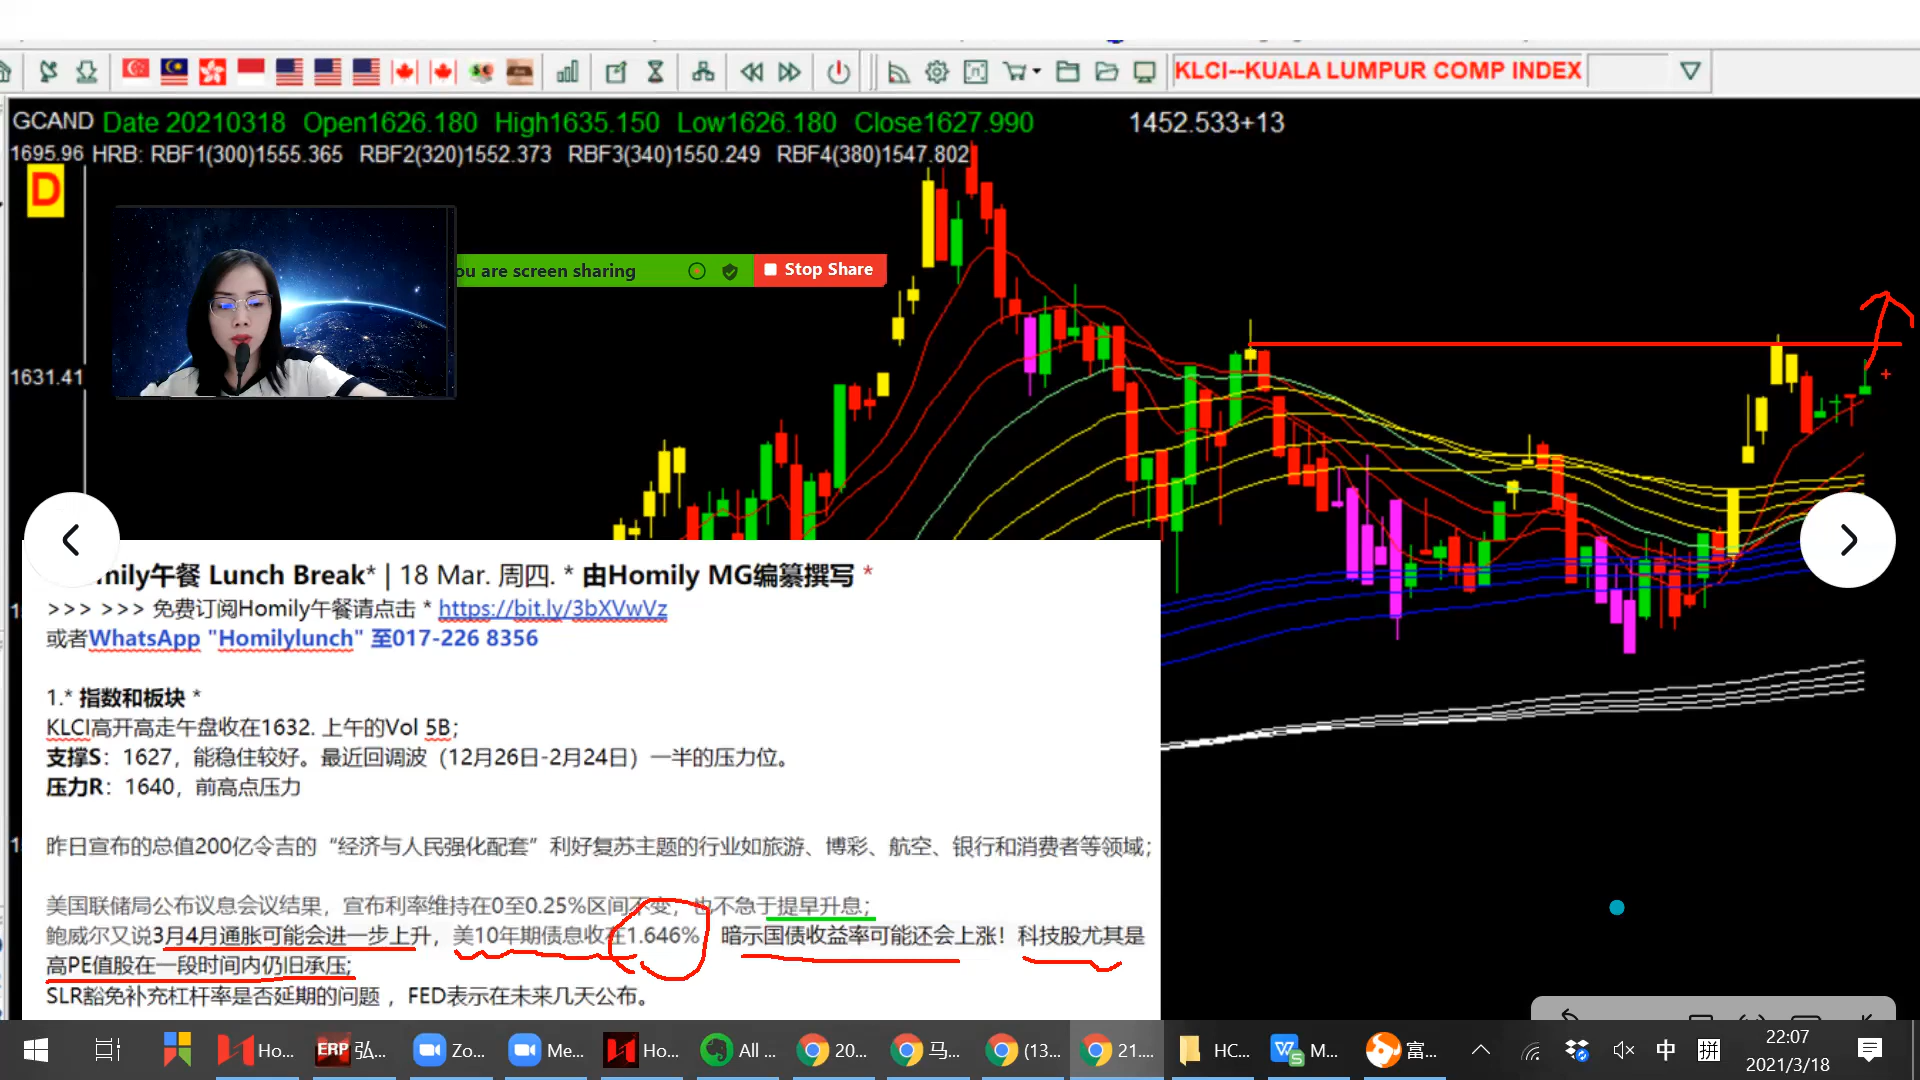 KLCI--KUALA LUMPUR COMP INDEX
GCAND Date 20210318 Open1626.180 High1635.150 Low1626.180 Close1627.990 1452.533+13
1695.96 HRB: RBF1(300)1555.365 RBF2(320)1552.373 RBF3(340)1550.249 RBF4(380)1547.802
D
ou are screen sharing Stop Share
1631.41
mily午餐 Lunch Break* | 18 Mar. 周四. * 由Homily MG编纂撰写 *
>>> >>> 免费订阅Homily午餐请点击 * https://bit.ly/3bXVwVz
或者WhatsApp "Homilylunch" 至017-226 8356
1.* 指数和板块 *
KLCI高开高走午盘收在1632. 上午的Vol 5B；
支撑S：1627，能稳住较好。最近回调波（12月26日-2月24日）一半的压力位。
压力R：1640，前高点压力
昨日宣布的总值200亿令吉的“经济与人民强化配套”利好复苏主题的行业如旅游、博彩、航空、银行和消费者等领域；
美国联储局公布议息会议结果，宣布利率维持在0至0.25%区间不变，也不急于提早升息；
鲍威尔又说3月4月通胀可能会进一步上升，美10年期债息收在1.646% 暗示国债收益率可能还会上涨！科技股尤其是
高PE值股在一段时间内仍旧承压；
SLR豁免补充杠杆率是否延期的问题 ，FED表示在未来几天公布。
Ho... ERP 弘... Zo... Me... Ho... All ... 20... 马... (13... 21.... HC... M... 富... 中 拼 22:07
2021/3/18